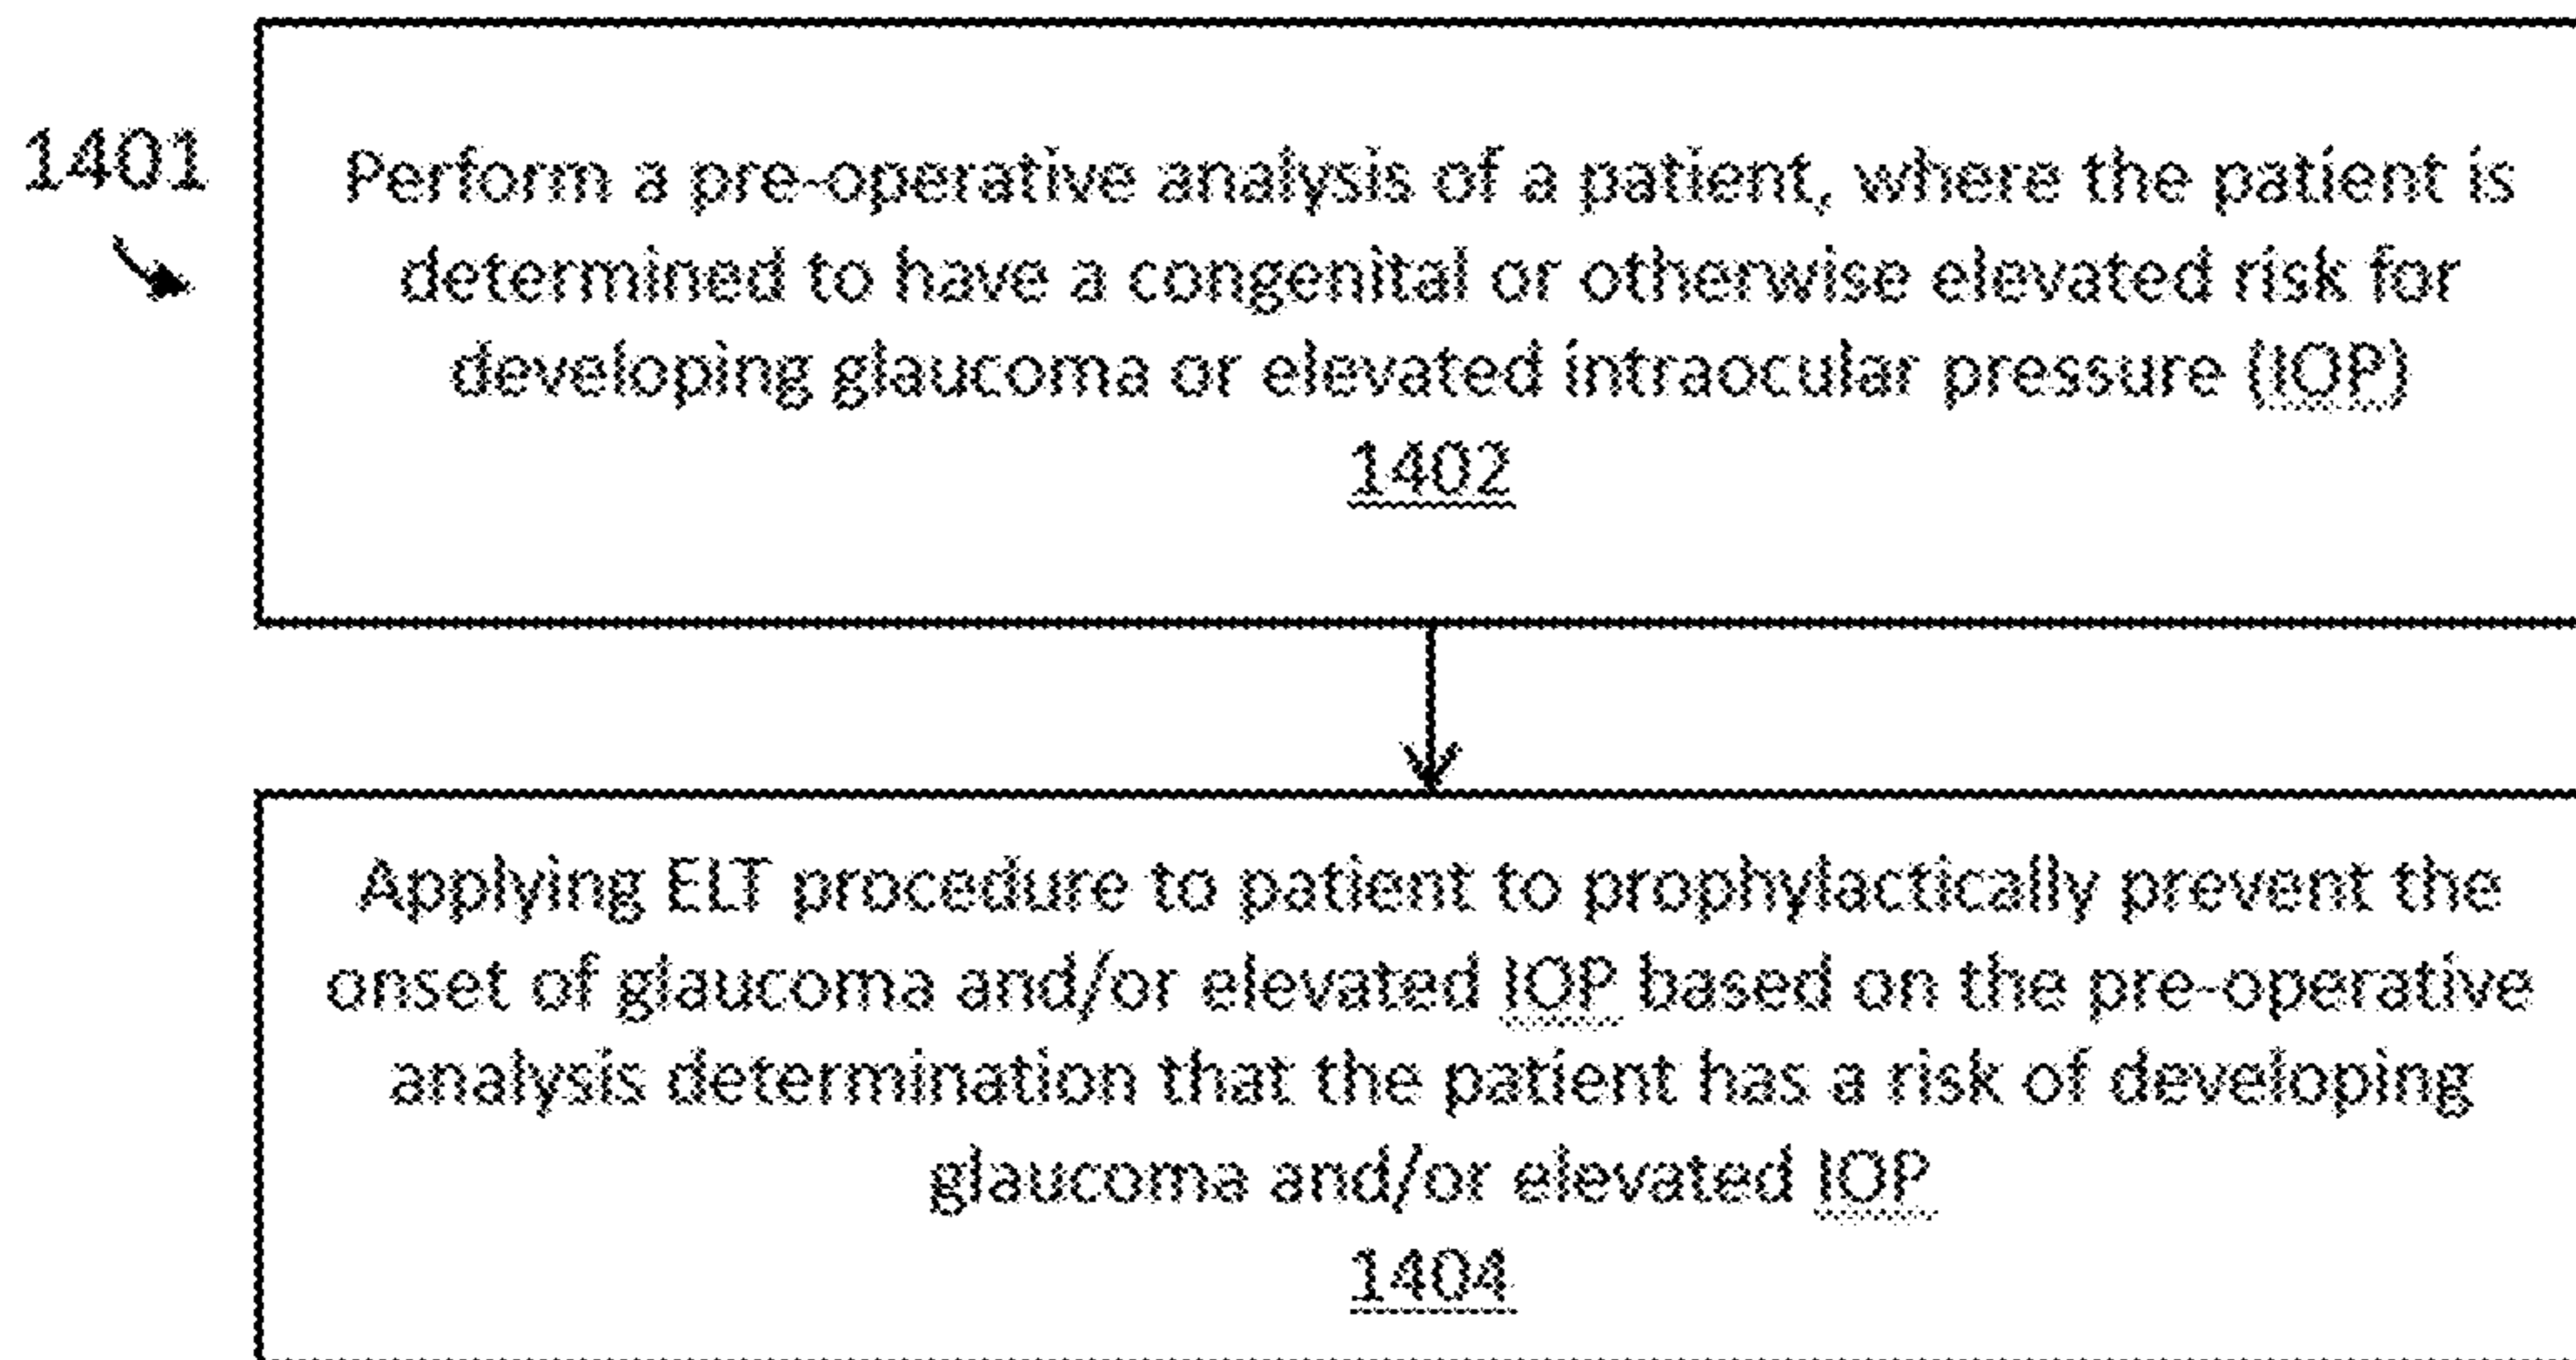 1401
Perform a pre-operative analysis of a patient, where the patient is
determined to have a congenital or otherwise elevated risk for
developing glaucoma or elevated intraocular pressure (IOP)
1402
Applying ELT procedure to patient to prophylactically prevent the
onset of glaucoma and/or elevated IOP based on the pre-operative
analysis determination that the patient has a risk of developing
glaucoma and/or elevated IOP
1404